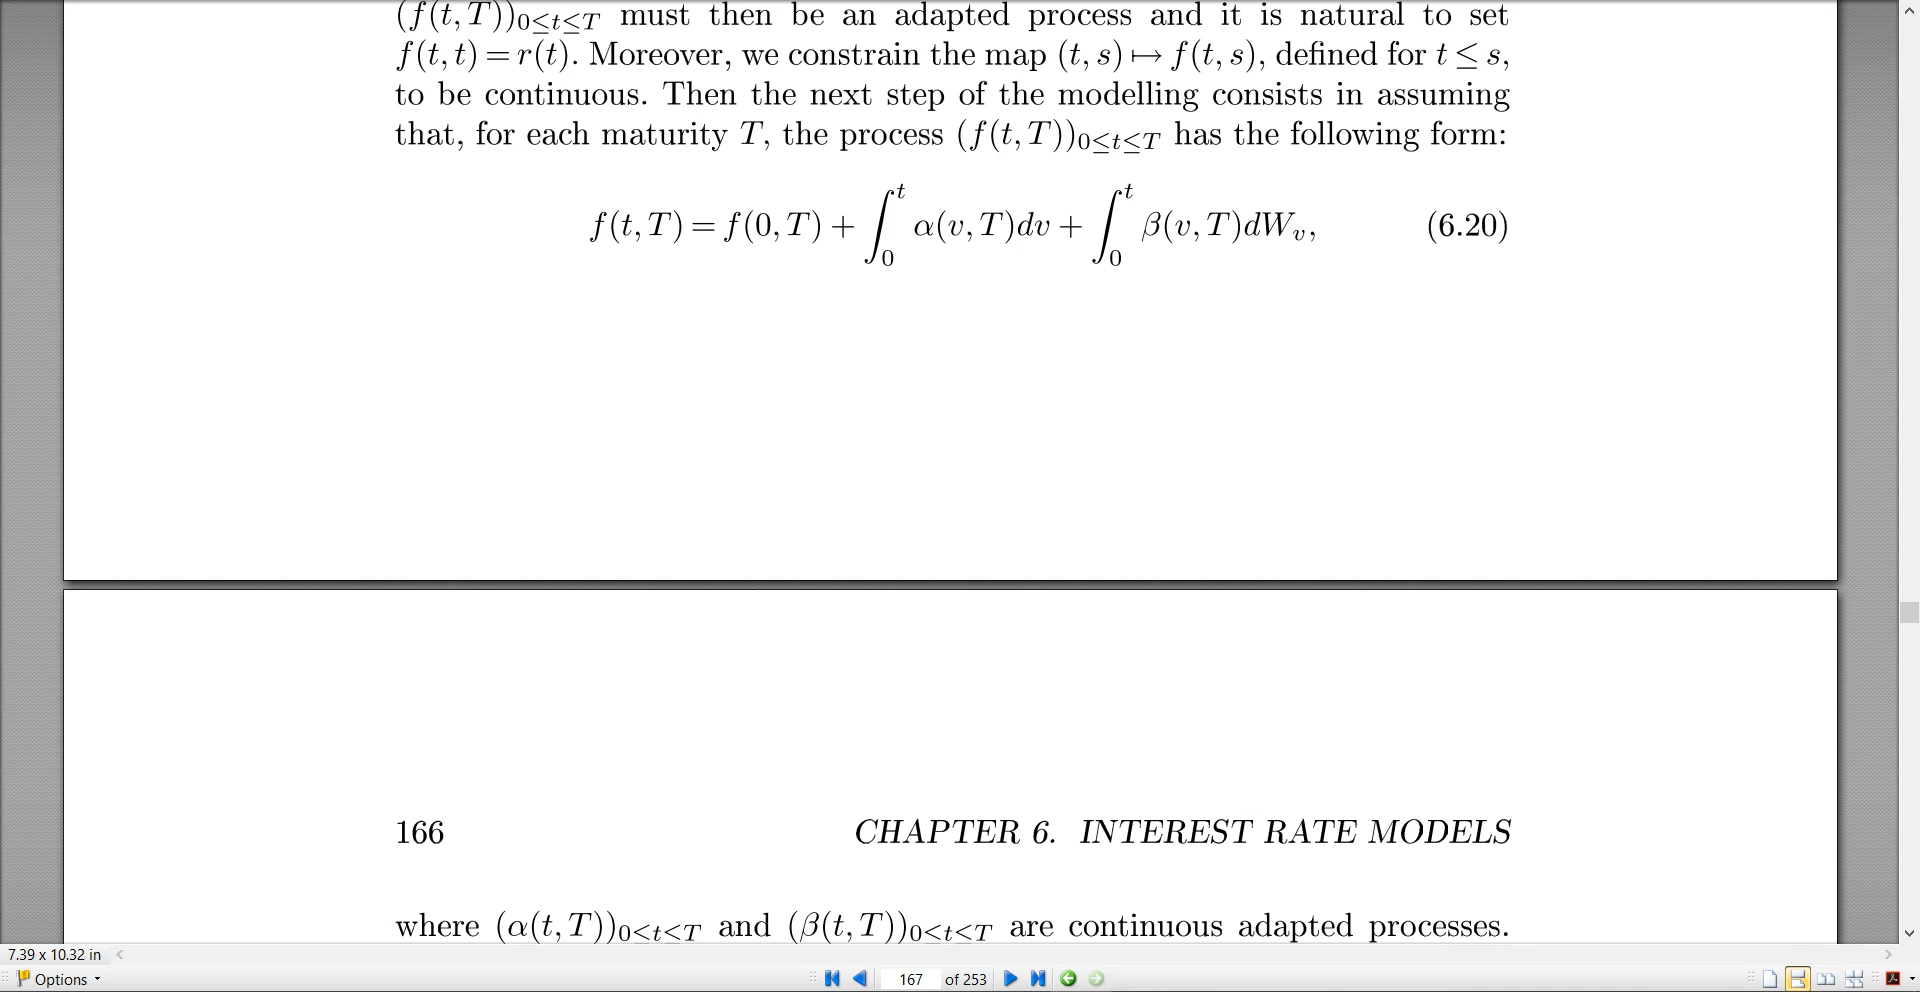 (f(t, T))0≤t≤T must then be an adapted process and it is natural to set
f(t, t) = r(t). Moreover, we constrain the map (t, s) ↦ f(t, s), defined for t ≤ s,
to be continuous. Then the next step of the modelling consists in assuming
that, for each maturity T, the process (f(t, T))0≤t≤T has the following form:
f(t, T) = f(0, T) + ∫₀ᵗ α(v, T)dv + ∫₀ᵗ β(v, T)dWᵥ, (6.20)
166 CHAPTER 6. INTEREST RATE MODELS
where (α(t, T))0≤t≤T and (β(t, T))0≤t≤T are continuous adapted processes.
7.39 x 10.32 in
Options 167 of 253